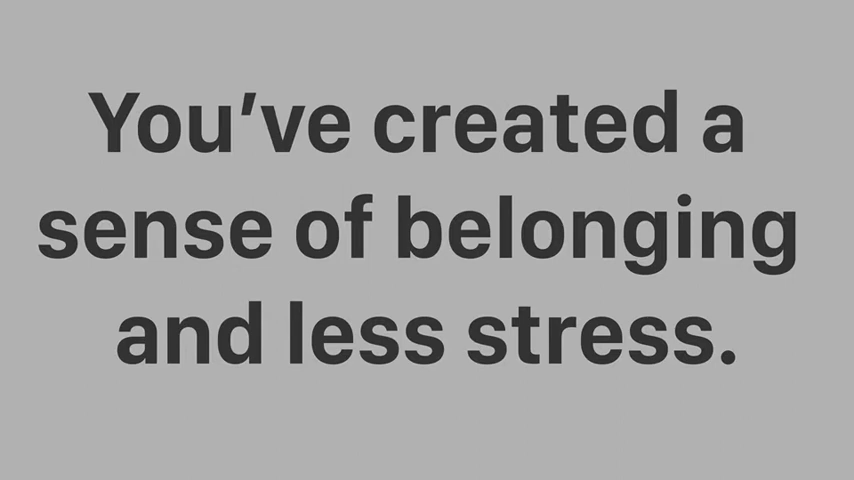 You’ve created a
sense of belonging
and less stress.